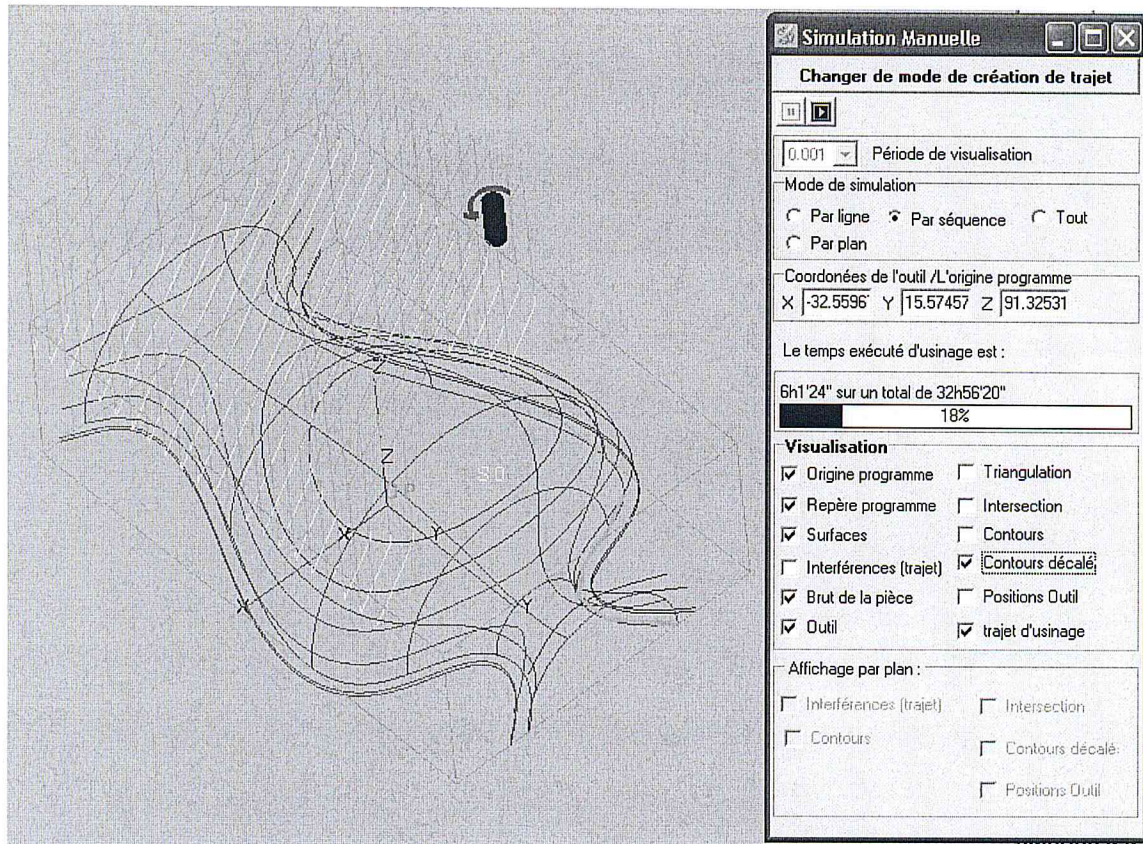 Simulation Manuelle
Changer de mode de création de trajet
0.001 Période de visualisation
Mode de simulation
Par ligne Par séquence Tout
Par plan
Coordonées de l'outil /L'origine programme
X -32.5596 Y 15.57457 Z 91.32531
Le temps exécuté d'usinage est :
6h1'24" sur un total de 32h56'20"
18%
Visualisation
Origine programme Triangulation
Repère programme Intersection
Surfaces Contours
Interférences (trajet) Contours décalé
Brut de la pièce Positions Outil
Outil trajet d'usinage
Affichage par plan :
Interférences (trajet) Intersection
Contours Contours décalé
Positions Outil
Z
Z
X Y
X Y